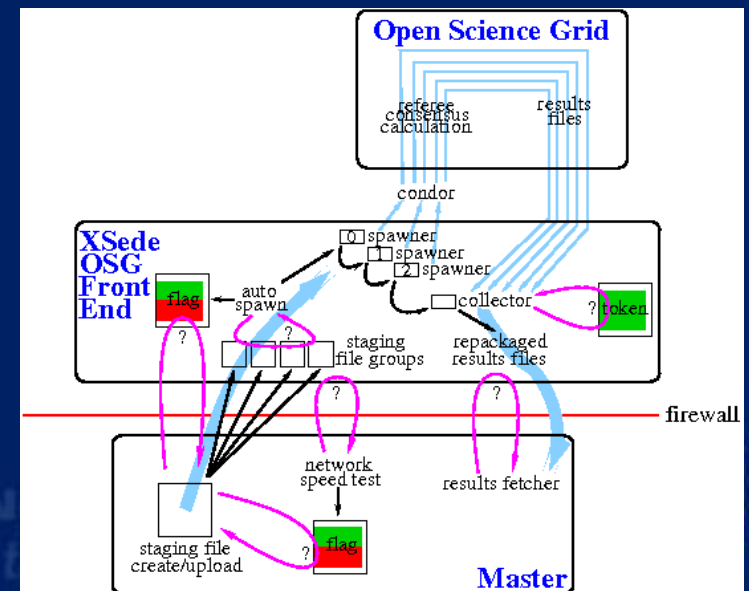 Open Science Grid
referee
consensus
calculation
results
files
condor
XSede
OSG
Front
End
0 spawner
1 spawner
2 spawner
flag
auto
spawn
collector
? token
?
?
staging
file groups
repackaged
results files
?
?
firewall
network
speed test
results fetcher
? flag
staging file
create/upload
Master